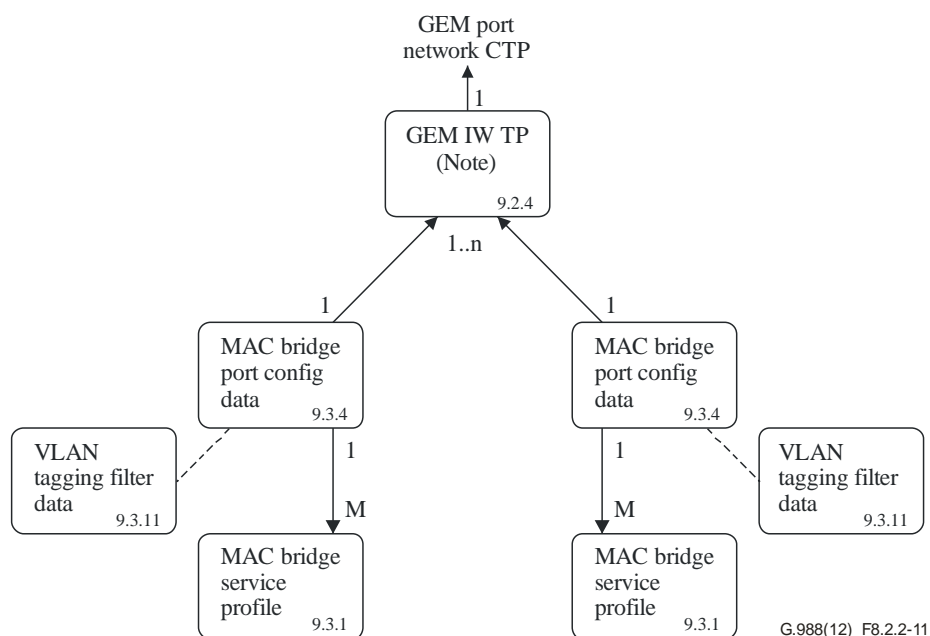 GEM port
network CTP
1
GEM IW TP
(Note)
9.2.4
1..n
1
1
MAC bridge
port config
data
9.3.4
MAC bridge
port config
data
9.3.4
VLAN
tagging filter
data
9.3.11
1
1
VLAN
tagging filter
data
9.3.11
M
M
MAC bridge
service
profile
9.3.1
MAC bridge
service
profile
9.3.1
G.988(12)_F8.2.2-11